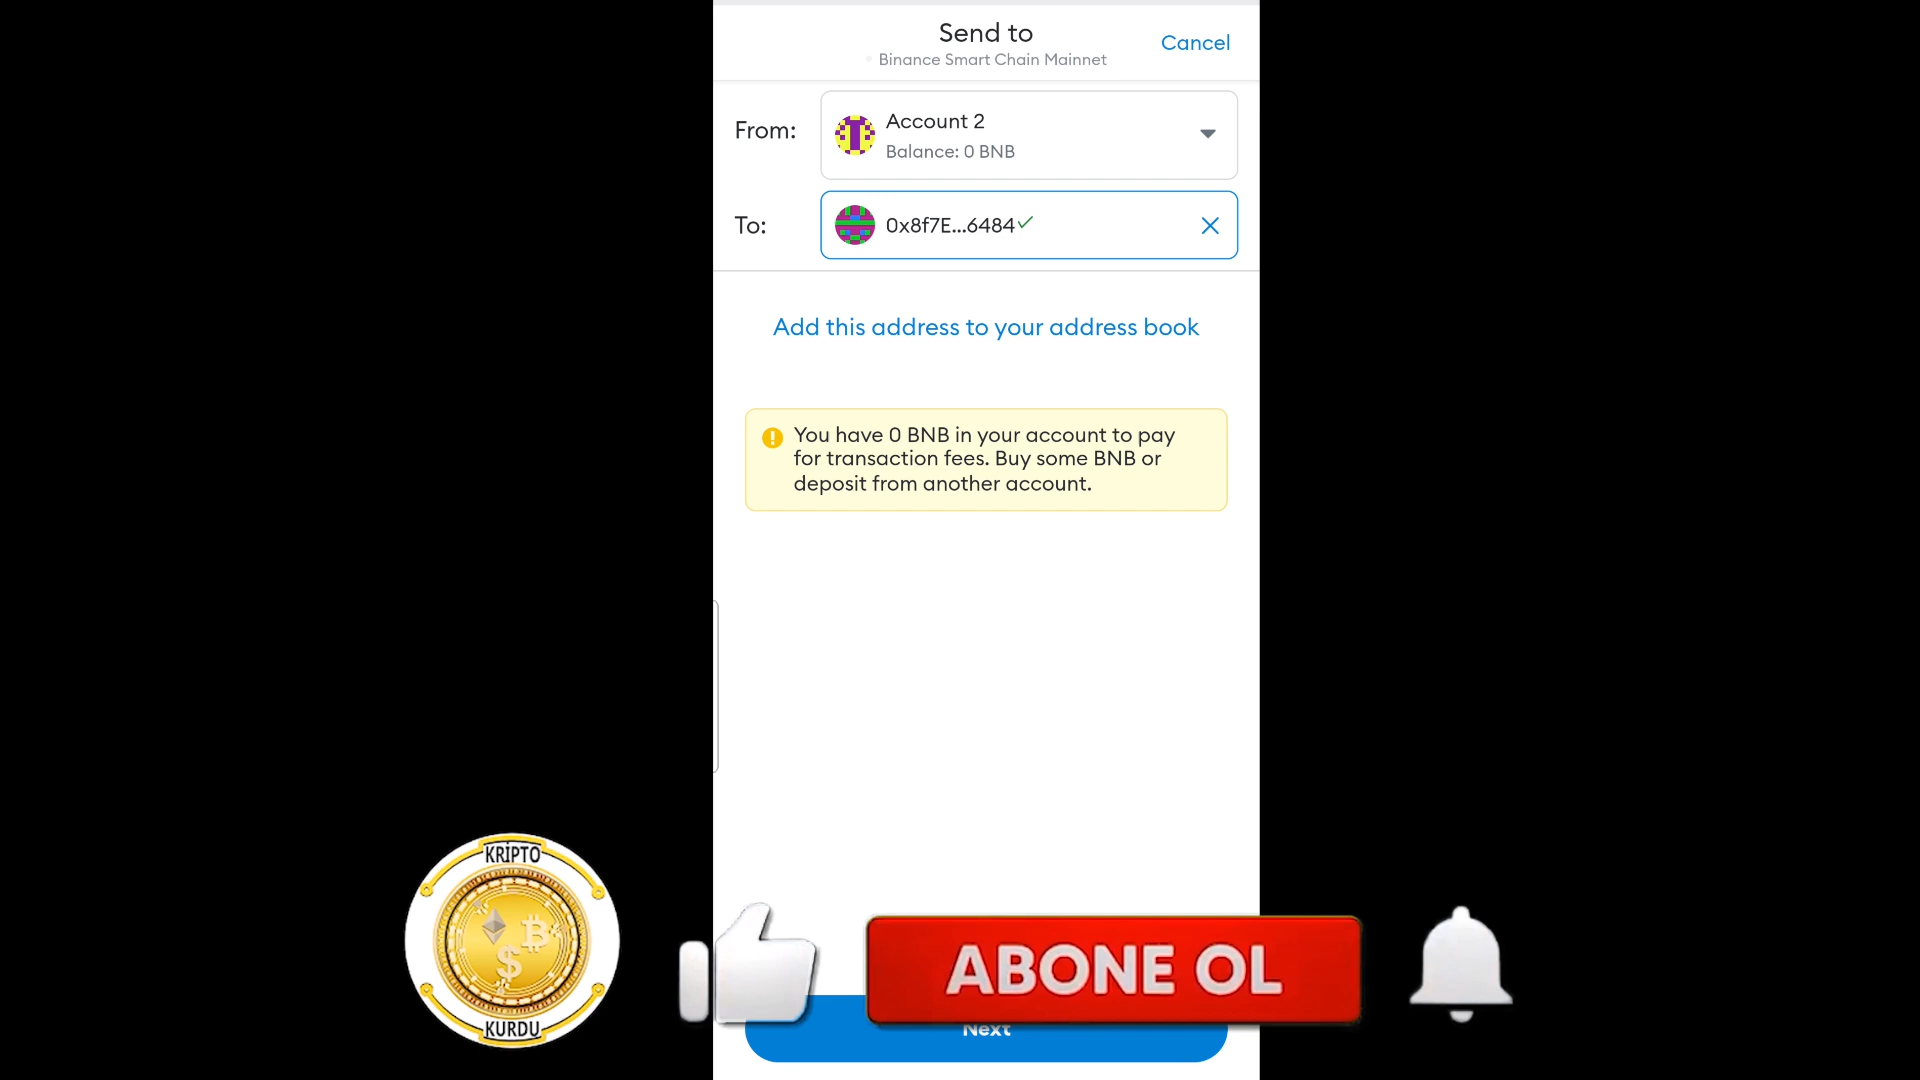 Send to
Binance Smart Chain Mainnet
Cancel
From:
Account 2
Balance: 0 BNB
To:
0x8f7E...6484
Add this address to your address book
You have 0 BNB in your account to pay
for transaction fees. Buy some BNB or
deposit from another account.
KRİPTO
KURDU
ABONE OL
Next